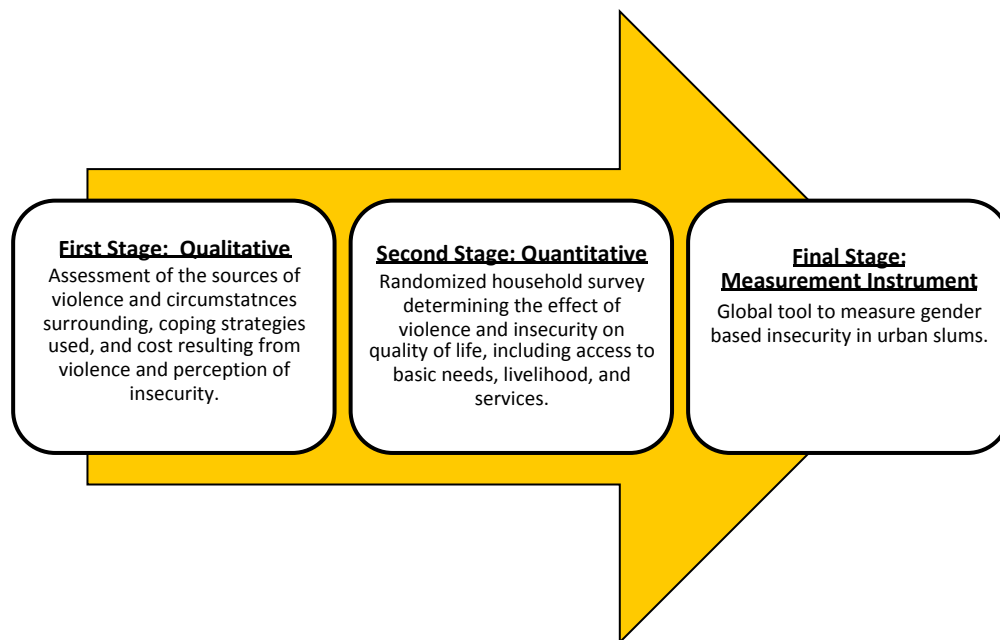 First Stage:  Qualitative
Assessment of the sources of
violence and circumstatnces
surrounding, coping strategies
used, and cost resulting from
violence and perception of
insecurity.
Second Stage: Quantitative
Randomized household survey
determining the effect of
violence and insecurity on
quality of life, including access to
basic needs, livelihood, and
services.
Final Stage:
Measurement Instrument
Global tool to measure gender
based insecurity in urban slums.